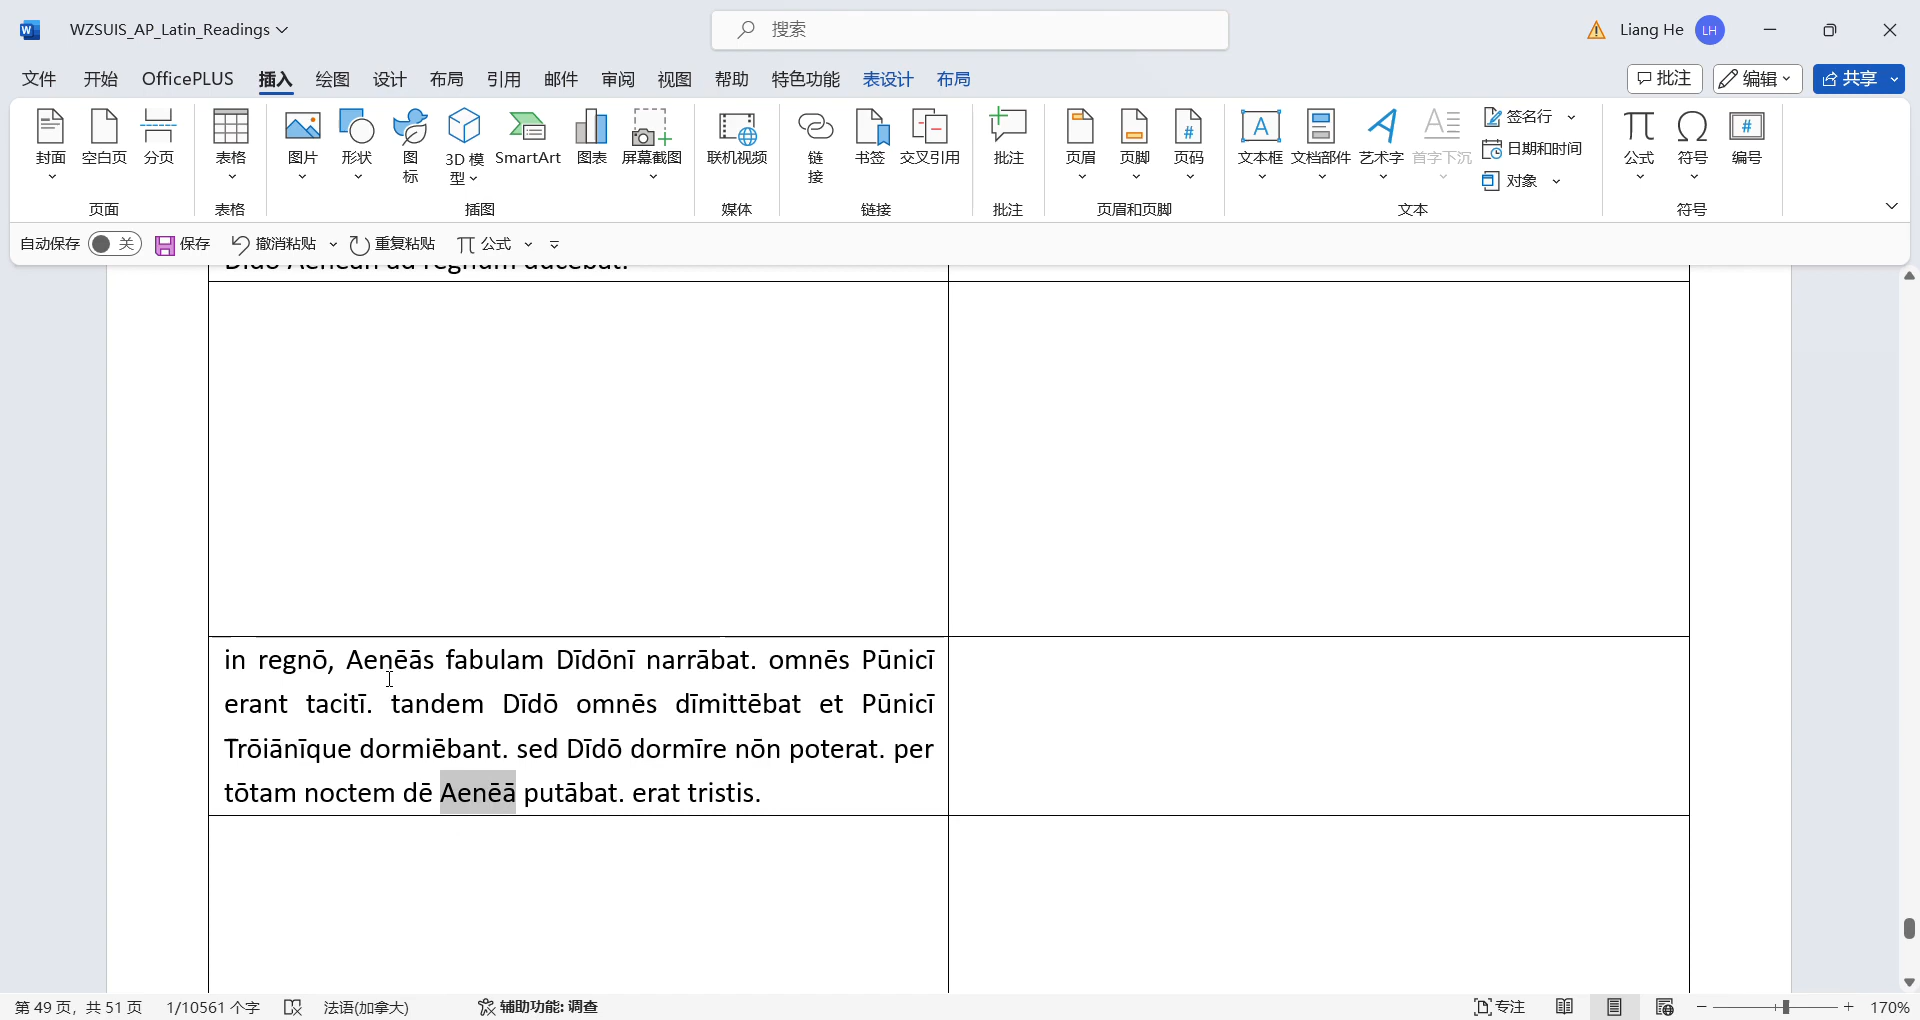 WZSUIS_AP_Latin_Readings
搜索
Liang He
LH
文件 开始 OfficePLUS 插入 绘图 设计 布局 引用 邮件 审阅 视图 帮助 特色功能 表设计 布局
批注 编辑 共享
封面 空白页 分页 表格 图片 形状 图标 3D 模型 SmartArt 图表 屏幕截图 联机视频 链接 书签 交叉引用 批注 页眉 页脚 页码 文本框 文档部件 艺术字 首字下沉 签名行 日期和时间 对象 公式 符号 编号
页面 表格 插图 媒体 链接 批注 页眉和页脚 文本 符号
自动保存 关 保存 撤消粘贴 重复粘贴 公式
Dīdō Aenēān ad rēgnum dūcēbat.
in regnō, Aenēās fabulam Dīdōnī narrābat. omnēs Pūnicī
erant tacitī. tandem Dīdō omnēs dīmittēbat et Pūnicī
Trōiānīque dormiēbant. sed Dīdō dormīre nōn poterat. per
tōtam noctem dē Aenēā putābat. erat tristis.
第 49 页，共 51 页 1/10561 个字 法语(加拿大) 辅助功能: 调查 专注 170%